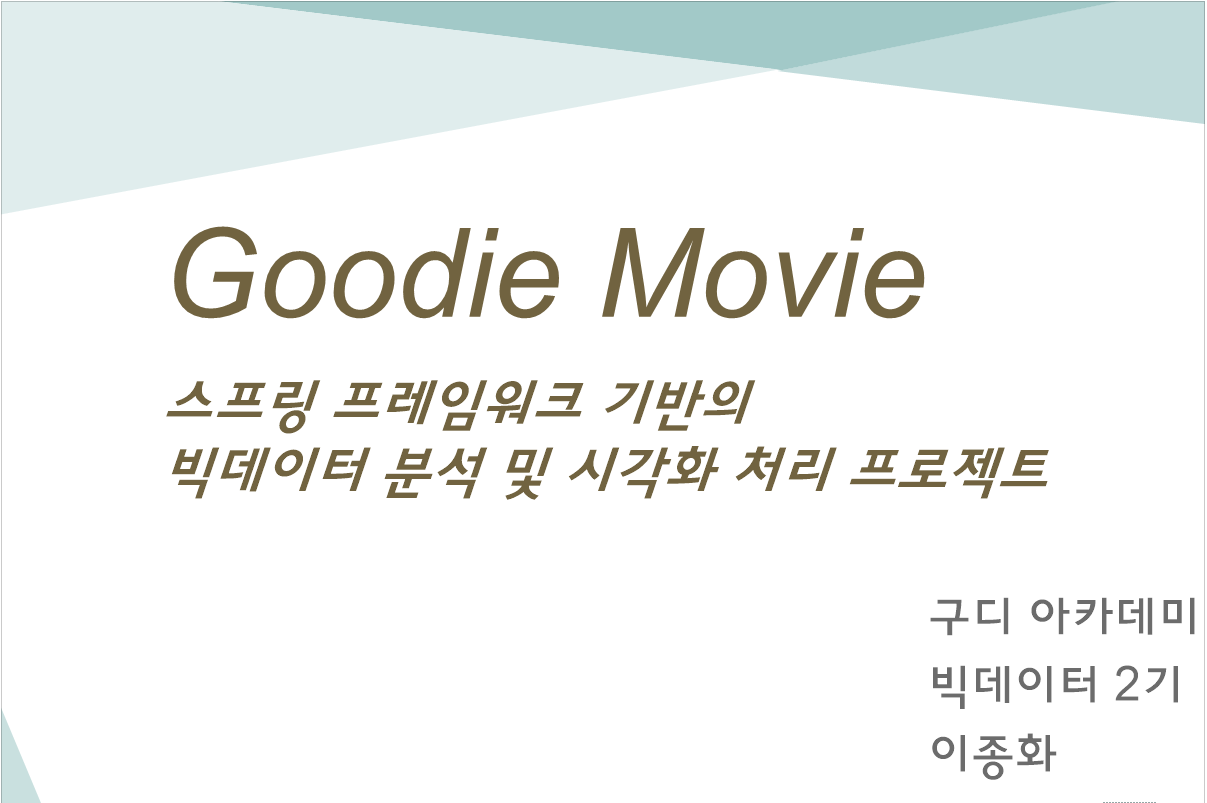 Goodie Movie
스프링 프레임워크 기반의
빅데이터 분석 및 시각화 처리 프로젝트
구디 아카데미
빅데이터 2기
이종화